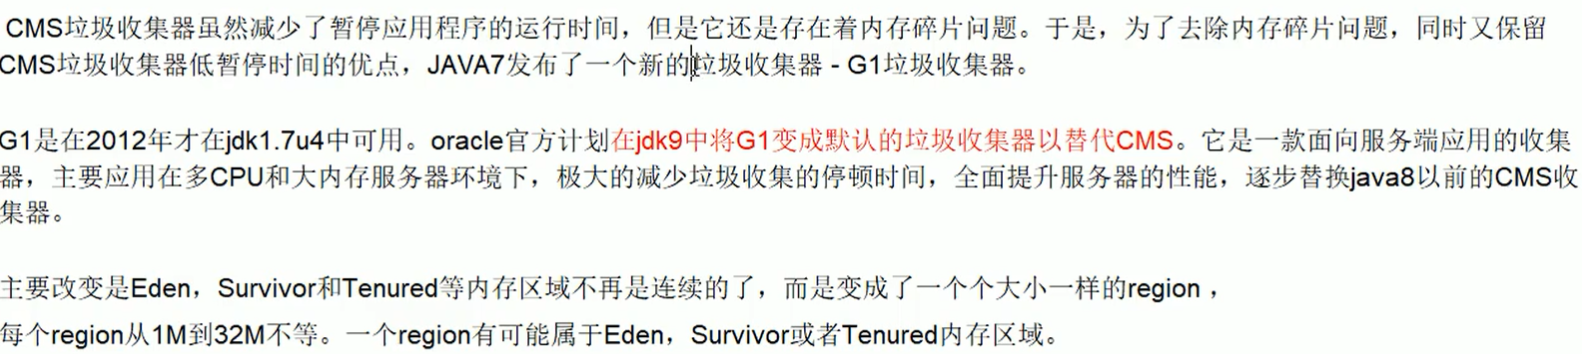 CMS垃圾收集器虽然减少了暂停应用程序的运行时间，但是它还是存在着内存碎片问题。于是，为了去除内存碎片问题，同时又保留
CMS垃圾收集器低暂停时间的优点，JAVA7发布了一个新的垃圾收集器 - G1垃圾收集器。
G1是在2012年才在jdk1.7u4中可用。oracle官方计划在jdk9中将G1变成默认的垃圾收集器以替代CMS。它是一款面向服务端应用的收集
器，主要应用在多CPU和大内存服务器环境下，极大的减少垃圾收集的停顿时间，全面提升服务器的性能，逐步替换java8以前的CMS收
集器。
主要改变是Eden，Survivor和Tenured等内存区域不再是连续的了，而是变成了一个个大小一样的region ，
每个region从1M到32M不等。一个region有可能属于Eden，Survivor或者Tenured内存区域。